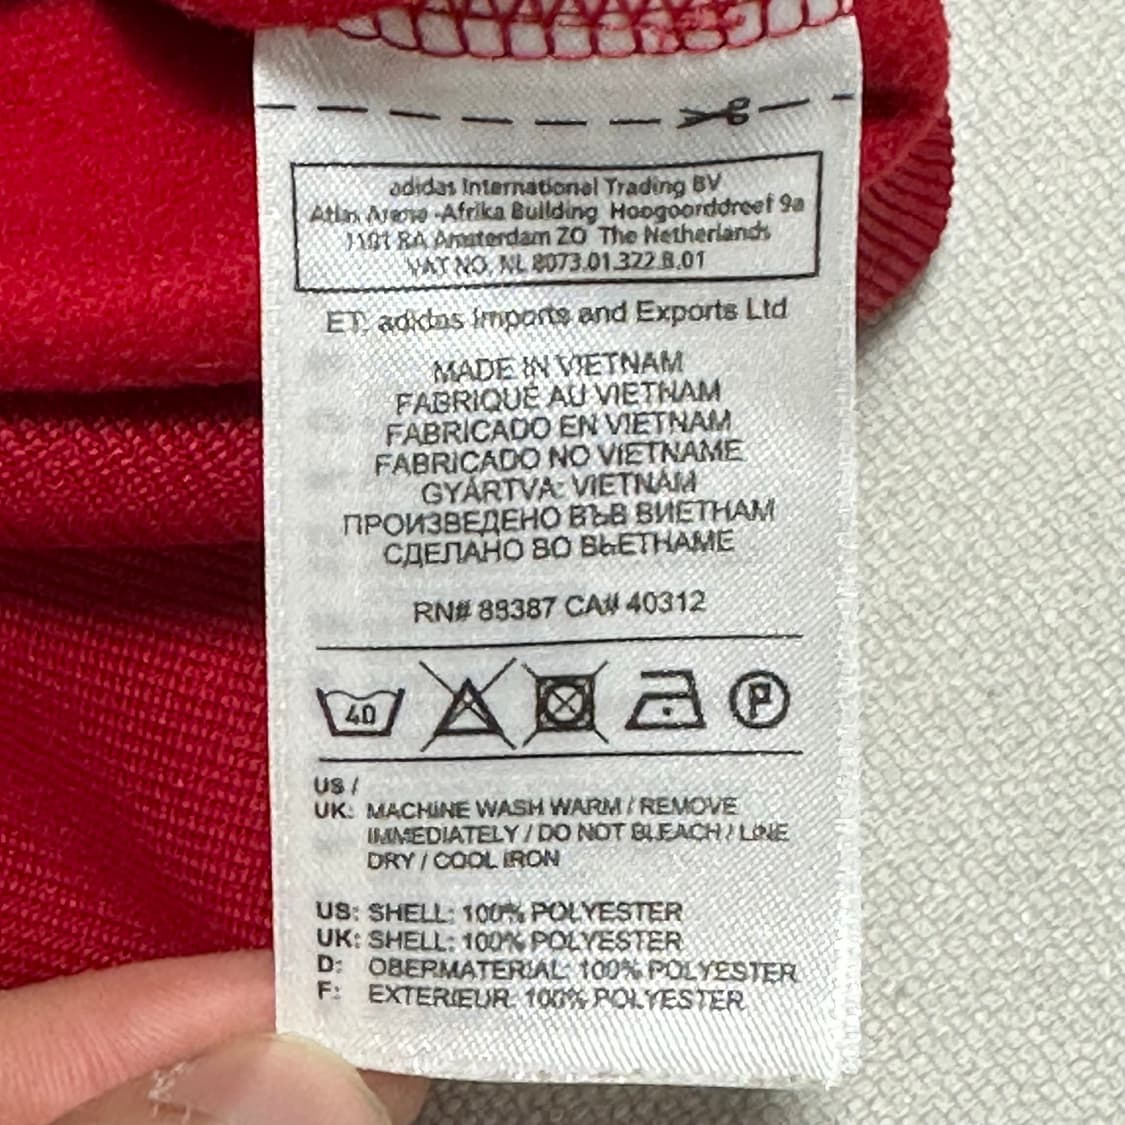 adidas International Trading BV
Atlas Arena -Afrika Building Hoogoorddreef 9a
1101 BA Amsterdam ZO The Netherlands
VAT NO. NL 8073.01.322.B.01
ET: adidas Imports and Exports Ltd
MADE IN VIETNAM
FABRIQUÉ AU VIETNAM
FABRICADO EN VIETNAM
FABRICADO NO VIETNAME
GYÁRTVA: VIETNÁM
ПРОИЗВЕДЕНО ВЪВ ВИЕТНАМ
СДЕЛАНО ВО ВЬЕТНАМЕ
RN# 88387 CA# 40312
40 P
US /
UK: MACHINE WASH WARM / REMOVE
IMMEDIATELY / DO NOT BLEACH / LINE
DRY / COOL IRON
US: SHELL: 100% POLYESTER
UK: SHELL: 100% POLYESTER
D: OBERMATERIAL: 100% POLYESTER
F: EXTERIEUR: 100% POLYESTER